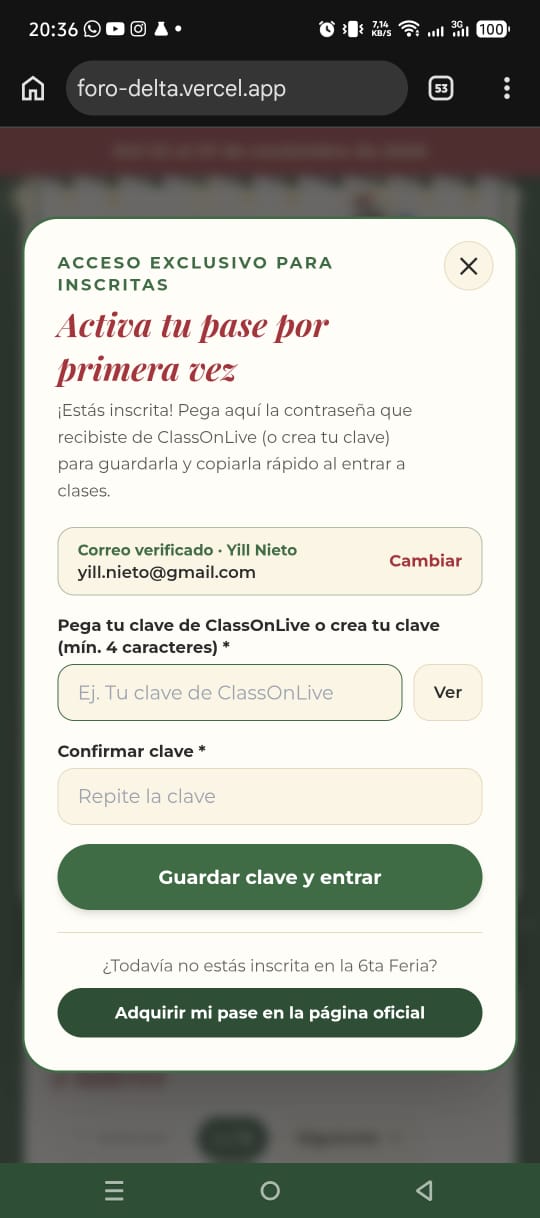 20:36
7,14 KB/S
3G
100
foro-delta.vercel.app
53
ACCESO EXCLUSIVO PARA
INSCRITAS
Activa tu pase por
primera vez
¡Estás inscrita! Pega aquí la contraseña que
recibiste de ClassOnLive (o crea tu clave)
para guardarla y copiarla rápido al entrar a
clases.
Correo verificado · Yill Nieto
yill.nieto@gmail.com
Cambiar
Pega tu clave de ClassOnLive o crea tu clave
(mín. 4 caracteres) *
Ej. Tu clave de ClassOnLive
Ver
Confirmar clave *
Repite la clave
Guardar clave y entrar
¿Todavía no estás inscrita en la 6ta Feria?
Adquirir mi pase en la página oficial